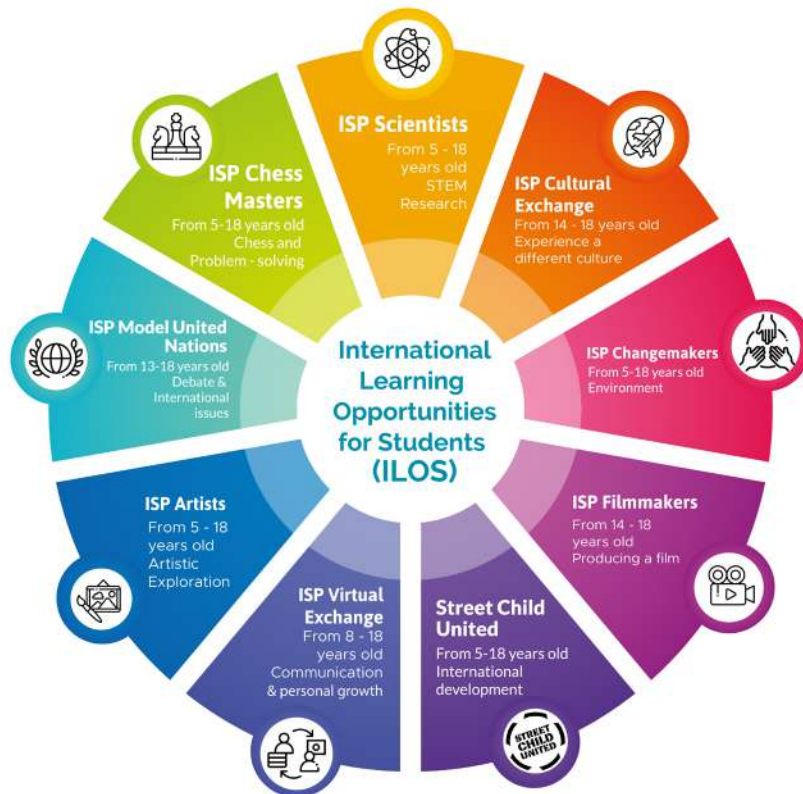 International
Learning
Opportunities
for Students
(ILOS)
ISP Scientists
From 5 - 18
years old
STEM
Research
ISP Cultural
Exchange
From 14 - 18 years old
Experience a
different culture
ISP Changemakers
From 5-18 years old
Environment
ISP Filmmakers
From 14 - 18
years old
Producing a film
Street Child
United
From 5-18 years old
International
development
STREET
CHILD
UNITED
ISP Virtual
Exchange
From 8 - 18
years old
Communication
& personal growth
ISP Artists
From 5 - 18
years old
Artistic
Exploration
ISP Model United
Nations
From 13-18 years old
Debate &
International
issues
ISP Chess
Masters
From 5-18 years old
Chess and
Problem - solving